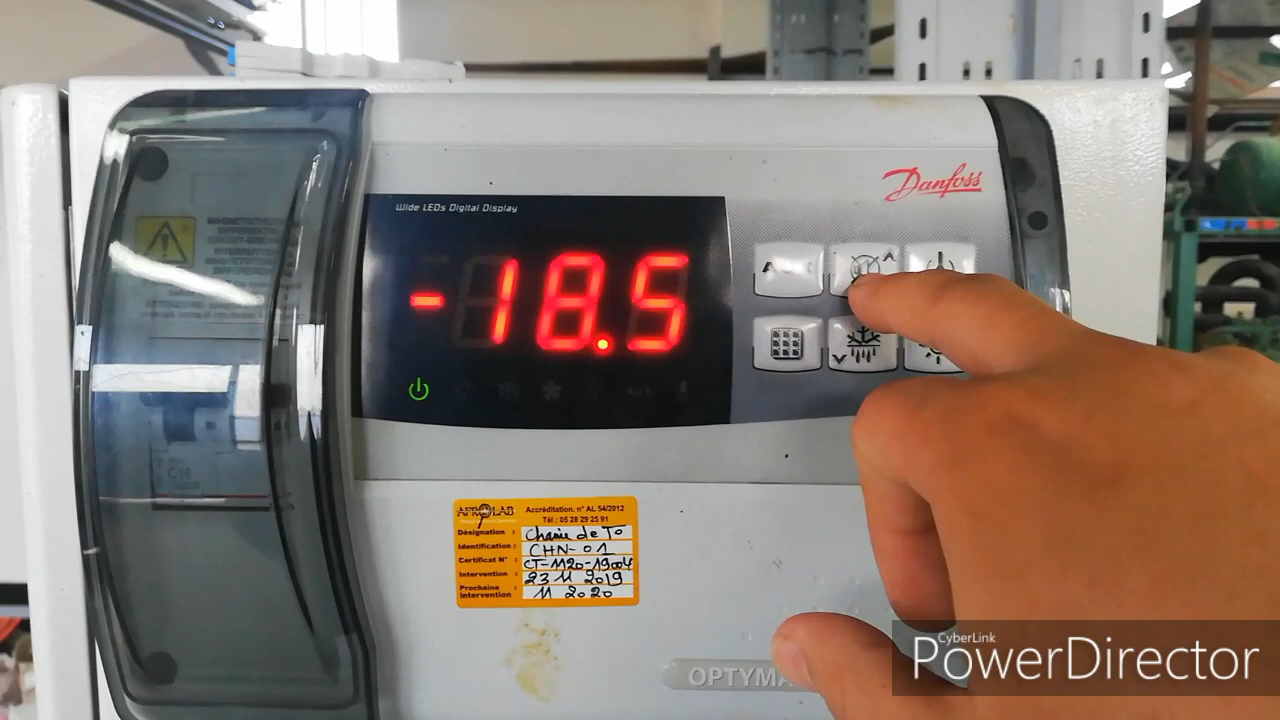 Wide LEDs Digital Display
Danfoss
-18.5
C16
AFROLAB
Accréditation. n° AL 54/2012
Tél : 05 28 29 25 91
Désignation : Chaine de T°
Identification : CHN-01
Certificat N° : CT-1120-19004
Intervention : 23 11 2019
Prochaine intervention : 11 2020
OPTYMA
CyberLink
PowerDirector